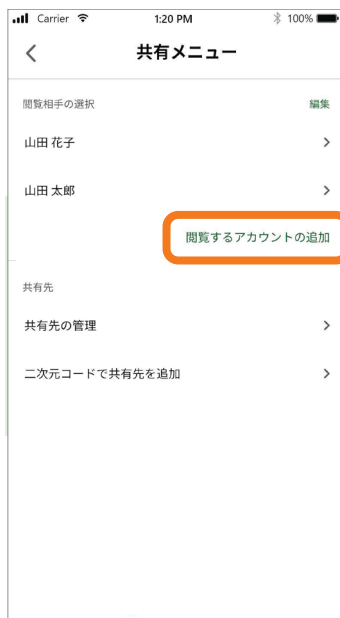 Carrier 1:20 PM 100%
共有メニュー
閲覧相手の選択 編集
山田 花子
山田 太郎
閲覧するアカウントの追加
共有先
共有先の管理
二次元コードで共有先を追加